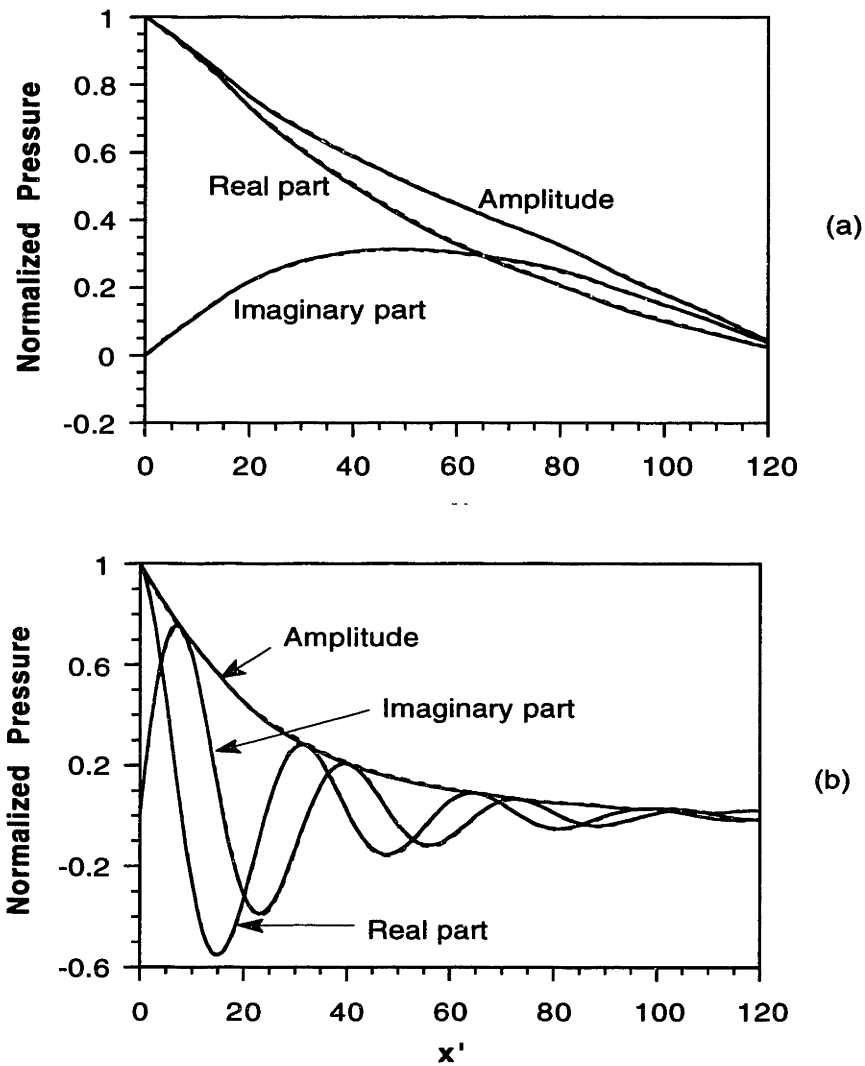 1
0.8
0.6
0.4
0.2
0
-0.2
Normalized Pressure
Real part
Amplitude
Imaginary part
(a)
0 20 40 60 80 100 120
1
0.6
0.2
-0.2
-0.6
Normalized Pressure
Amplitude
Imaginary part
Real part
(b)
0 20 40 60 80 100 120
x'